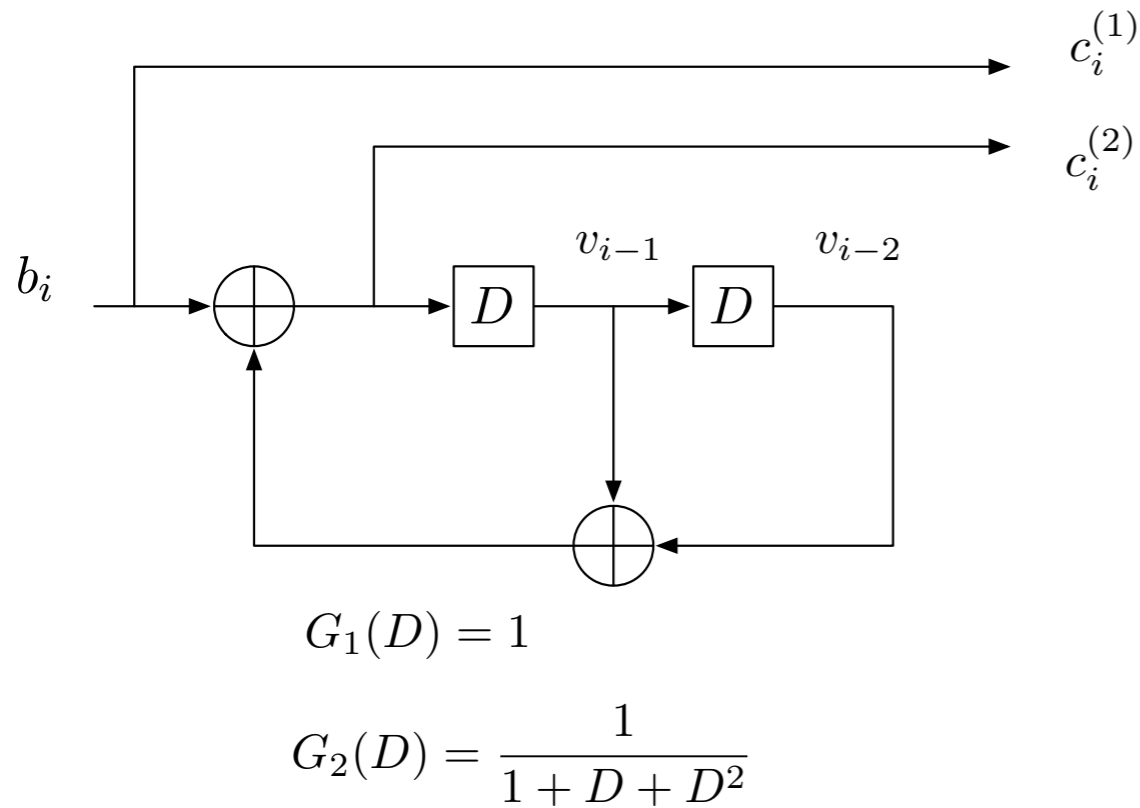 c_i^{(1)}
c_i^{(2)}
v_{i-1} v_{i-2}
b_i
D D
G_1(D) = 1
G_2(D) = \frac{1}{1 + D + D^2}